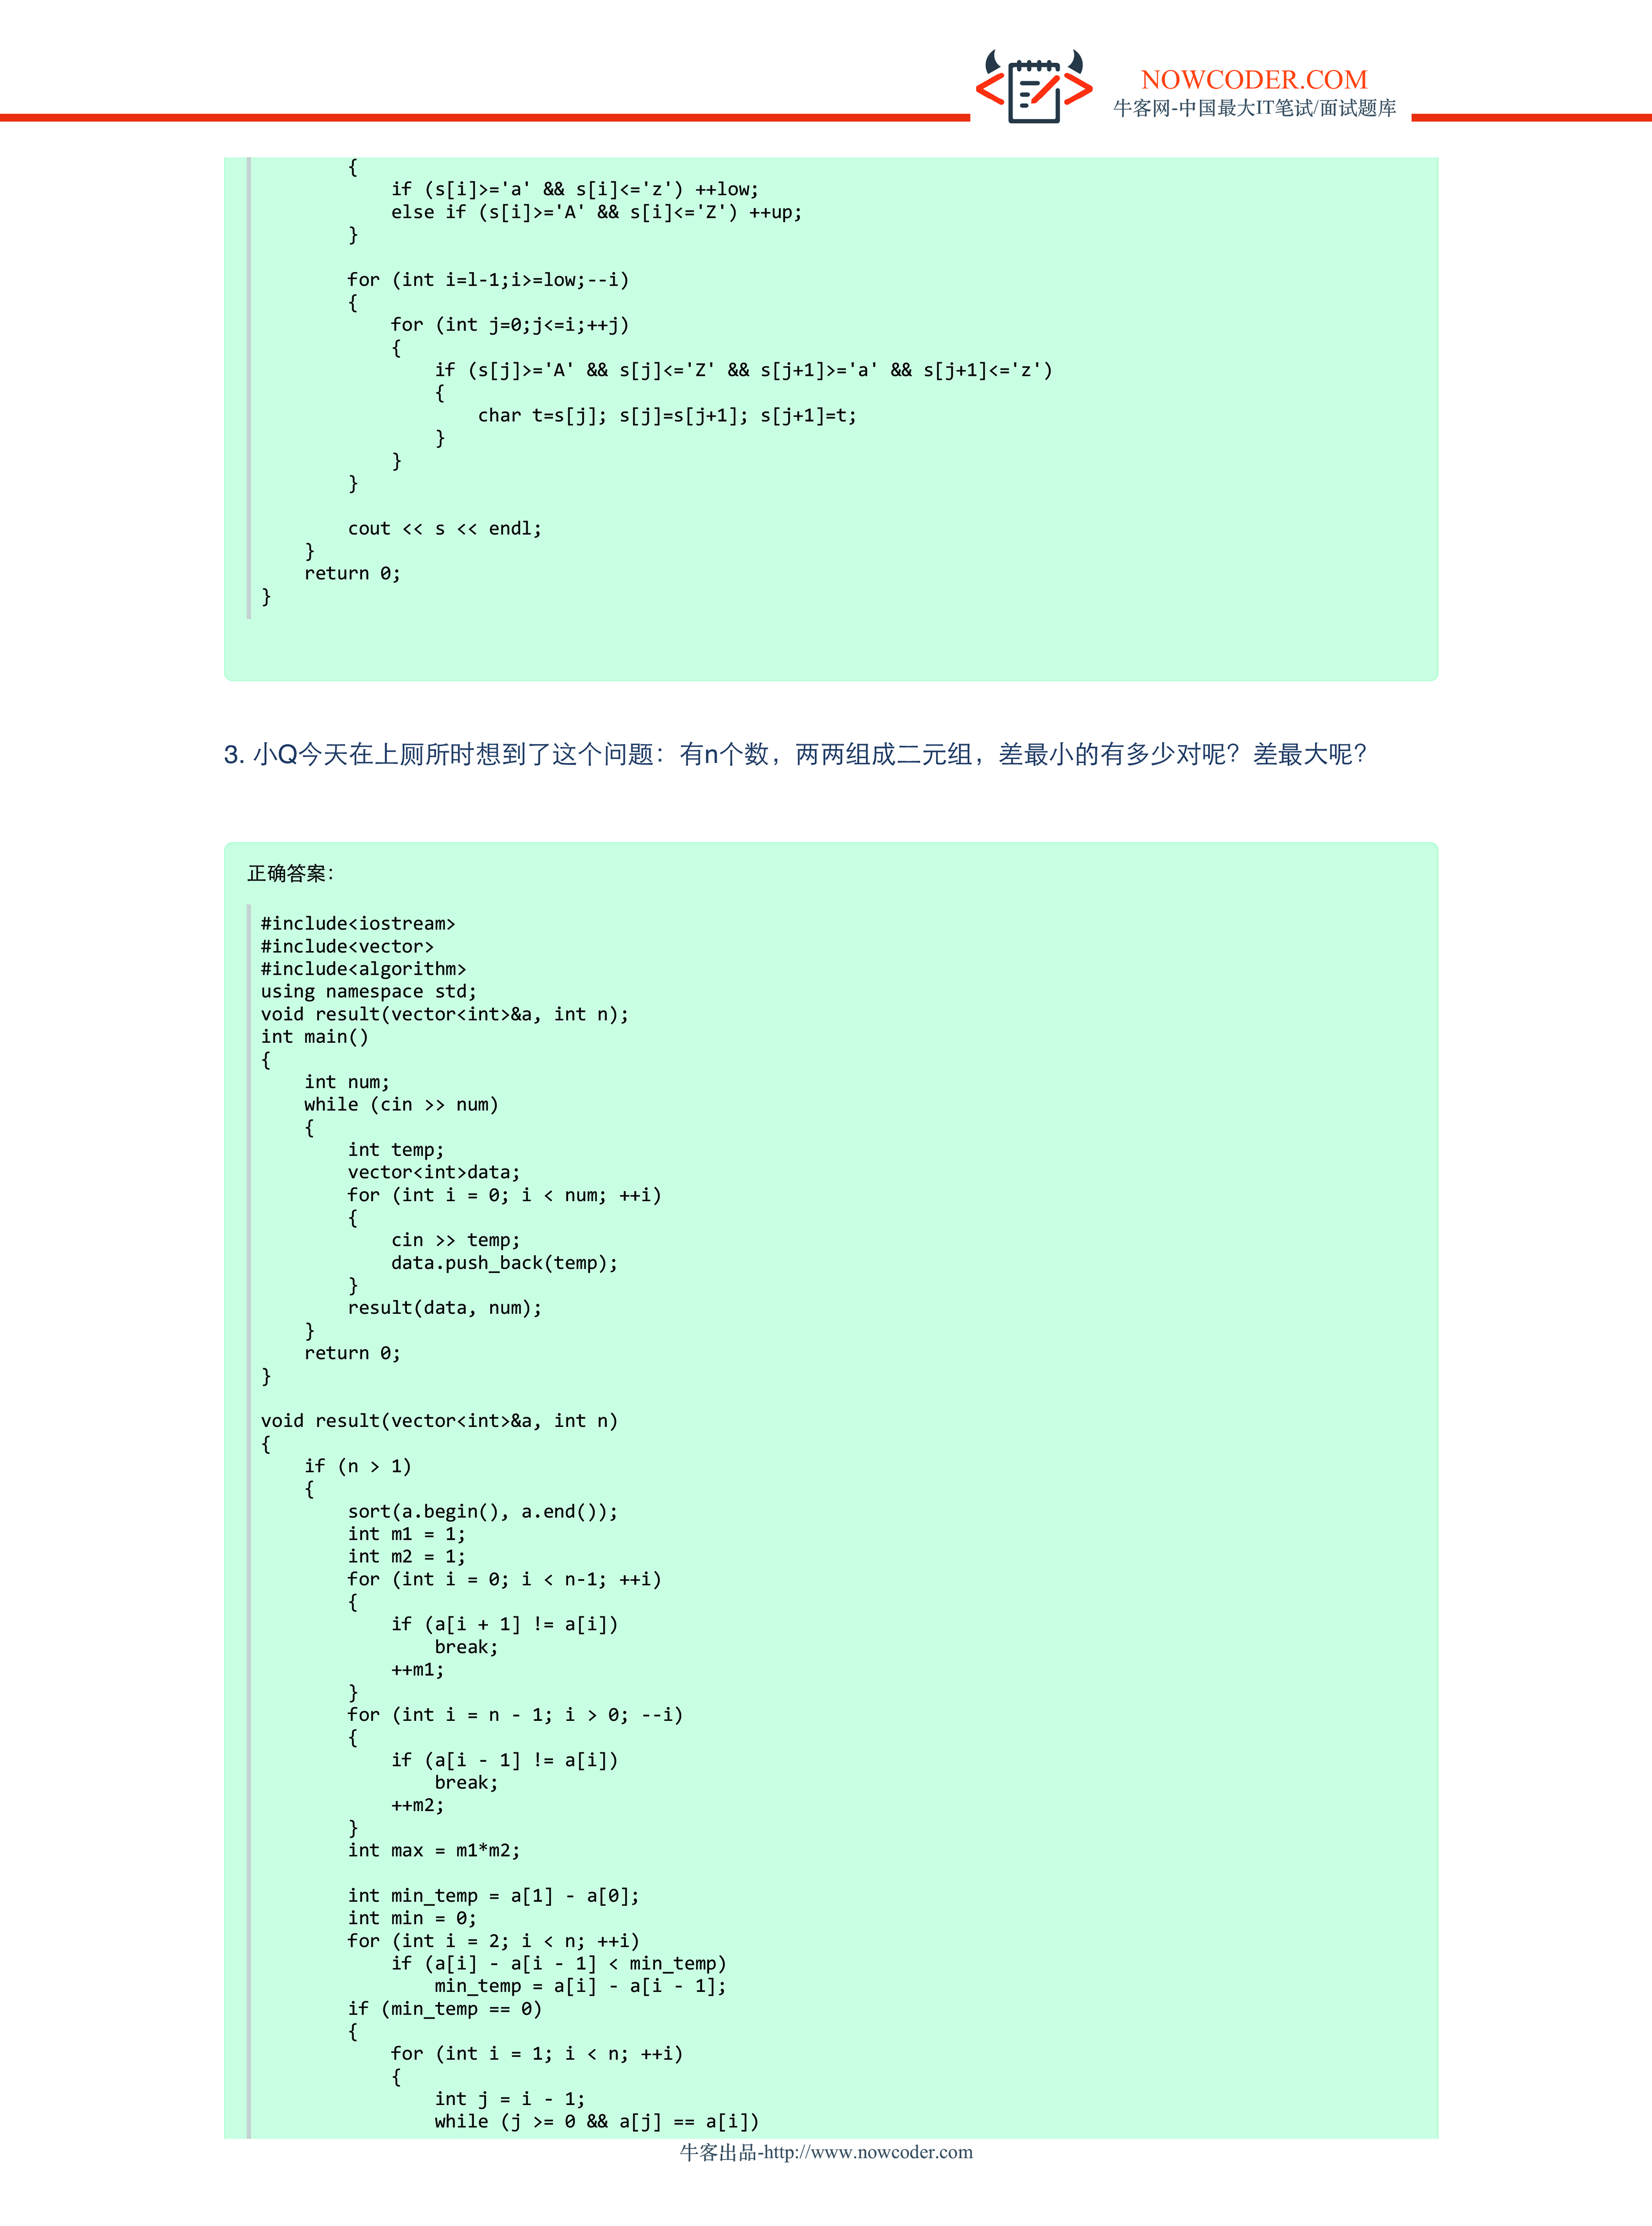 NOWCODER.COM
牛客网-中国最大IT笔试/面试题库
        {
            if (s[i]>='a' && s[i]<='z') ++low;
            else if (s[i]>='A' && s[i]<='Z') ++up;
        }

        for (int i=l-1;i>=low;--i)
        {
            for (int j=0;j<=i;++j)
            {
                if (s[j]>='A' && s[j]<='Z' && s[j+1]>='a' && s[j+1]<='z')
                {
                    char t=s[j]; s[j]=s[j+1]; s[j+1]=t;
                }
            }
        }

        cout << s << endl;
    }
    return 0;
}
3. 小Q今天在上厕所时想到了这个问题：有n个数，两两组成二元组，差最小的有多少对呢？差最大呢？
正确答案：
#include<iostream>
#include<vector>
#include<algorithm>
using namespace std;
void result(vector<int>&a, int n);
int main()
{
    int num;
    while (cin >> num)
    {
        int temp;
        vector<int>data;
        for (int i = 0; i < num; ++i)
        {
            cin >> temp;
            data.push_back(temp);
        }
        result(data, num);
    }
    return 0;
}

void result(vector<int>&a, int n)
{
    if (n > 1)
    {
        sort(a.begin(), a.end());
        int m1 = 1;
        int m2 = 1;
        for (int i = 0; i < n-1; ++i)
        {
            if (a[i + 1] != a[i])
                break;
            ++m1;
        }
        for (int i = n - 1; i > 0; --i)
        {
            if (a[i - 1] != a[i])
                break;
            ++m2;
        }
        int max = m1*m2;

        int min_temp = a[1] - a[0];
        int min = 0;
        for (int i = 2; i < n; ++i)
            if (a[i] - a[i - 1] < min_temp)
                min_temp = a[i] - a[i - 1];
        if (min_temp == 0)
        {
            for (int i = 1; i < n; ++i)
            {
                int j = i - 1;
                while (j >= 0 && a[j] == a[i])
牛客出品-http://www.nowcoder.com